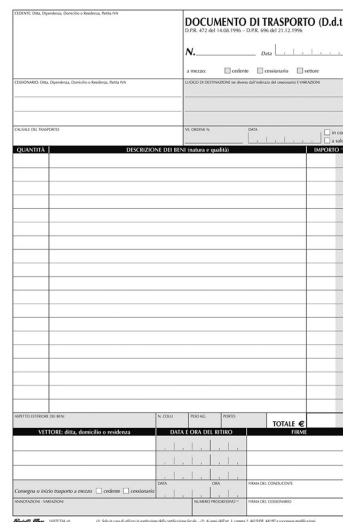 CEDENTE: Ditta, Dipendenza, Domicilio o Residenza, Partita IVA
DOCUMENTO DI TRASPORTO (D.d.t
D.P.R. 472 del 14.08.1996 - D.P.R. 696 del 21.12.1996
N. Data
a mezzo: cedente cessionario vettore
CESSIONARIO: Ditta, Dipendenza, Domicilio o Residenza, Partita IVA
LUOGO DI DESTINAZIONE (se diverso dall'indirizzo del cessionario) E VARIAZIONI
CAUSALE DEL TRASPORTO
VS. ORDINE N. DATA
in co
a sald
QUANTITÀ DESCRIZIONE DEI BENI (natura e qualità) IMPORTO
ASPETTO ESTERIORE DEI BENI N. COLLI PESO KG. PORTO
TOTALE €
VETTORE: ditta, domicilio o residenza DATA E ORA DEL RITIRO FIRME
DATA ORA FIRMA DEL CONDUCENTE
Consegna o inizio trasporto a mezzo cedente cessionario
ANNOTAZIONI - VARIAZIONI NUMERO PROGRESSIVO FIRMA DEL CESSIONARIO